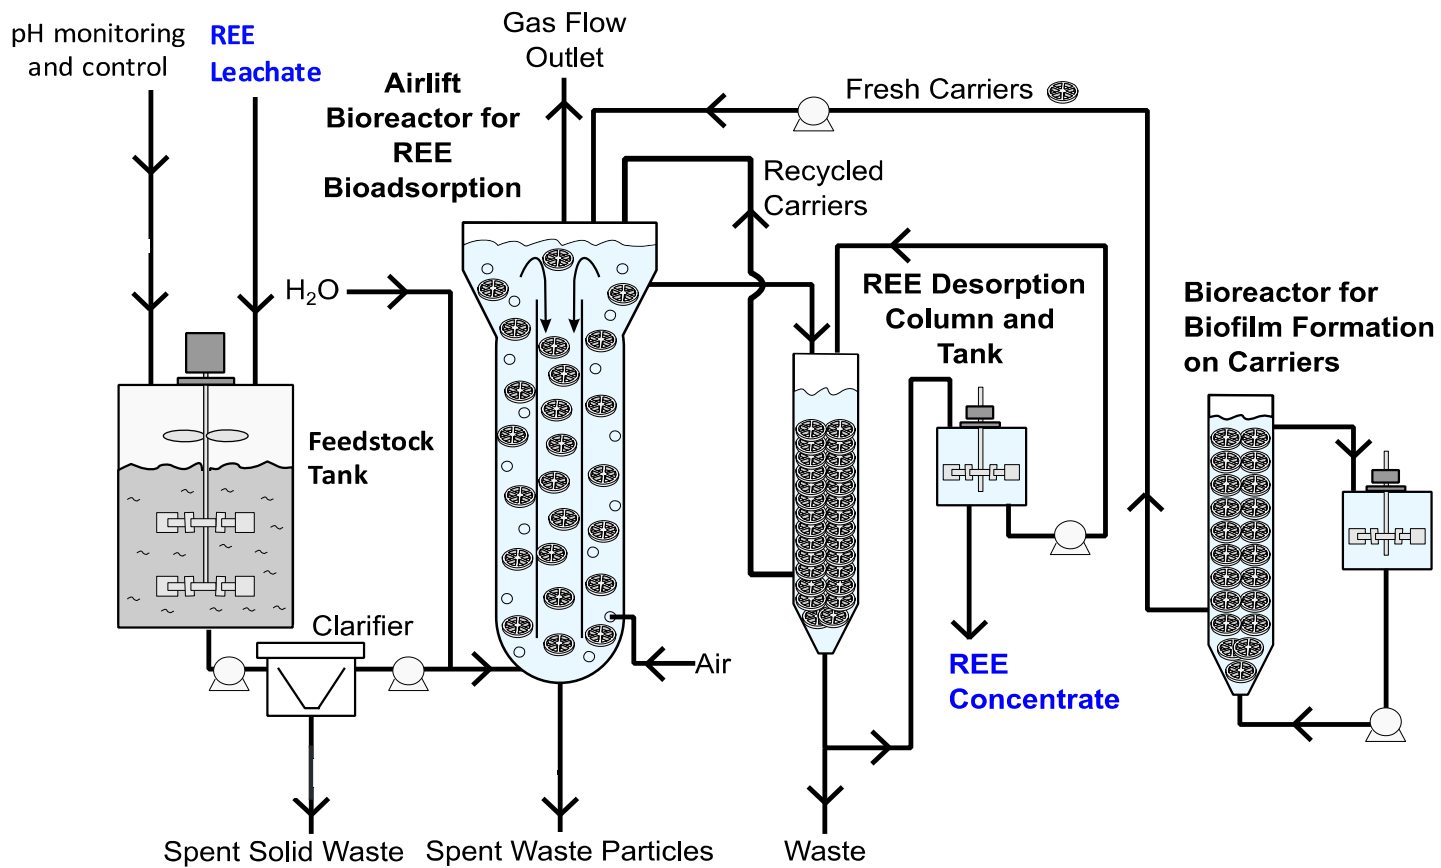 pH monitoring
and control
REE
Leachate
Gas Flow
Outlet
Airlift
Bioreactor for
REE
Bioadsorption
Fresh Carriers
Recycled
Carriers
H₂O
REE Desorption
Column and
Tank
Bioreactor for
Biofilm Formation
on Carriers
Feedstock
Tank
Clarifier
Air
REE
Concentrate
Spent Solid Waste
Spent Waste Particles
Waste